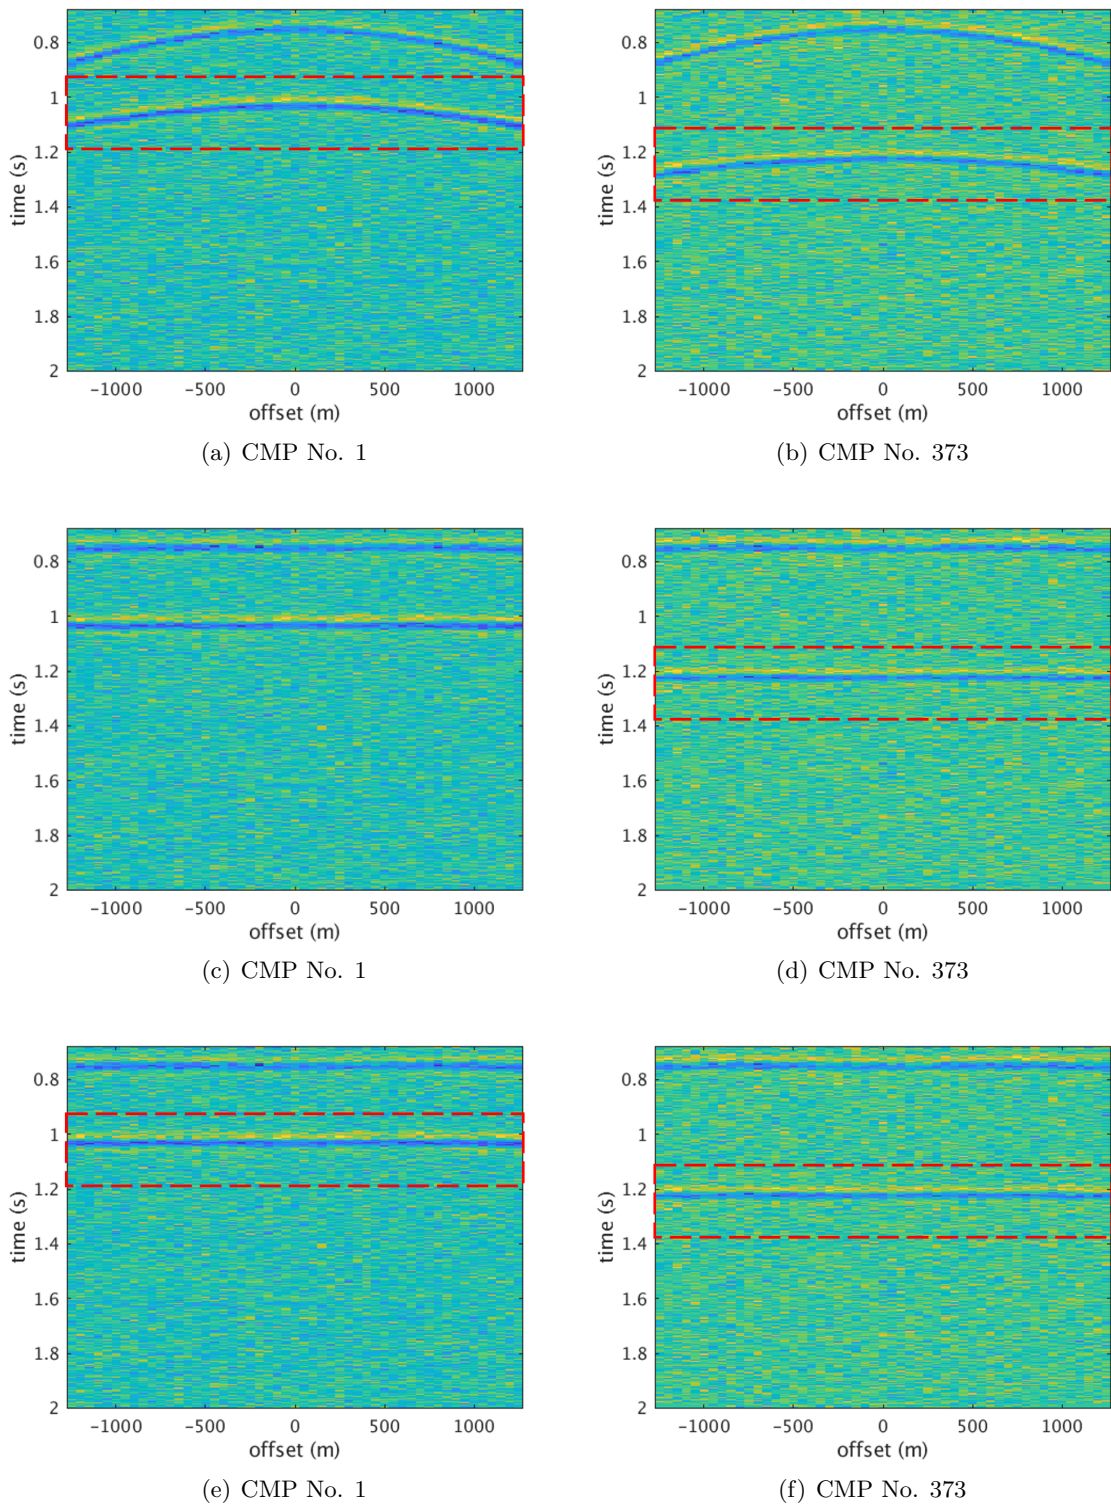 0.8
1
1.2
1.4
1.6
1.8
2
time (s)
−1000 −500 0 500 1000
offset (m)
(a) CMP No. 1
0.8
1
1.2
1.4
1.6
1.8
2
time (s)
−1000 −500 0 500 1000
offset (m)
(b) CMP No. 373
0.8
1
1.2
1.4
1.6
1.8
2
time (s)
−1000 −500 0 500 1000
offset (m)
(c) CMP No. 1
0.8
1
1.2
1.4
1.6
1.8
2
time (s)
−1000 −500 0 500 1000
offset (m)
(d) CMP No. 373
0.8
1
1.2
1.4
1.6
1.8
2
time (s)
−1000 −500 0 500 1000
offset (m)
(e) CMP No. 1
0.8
1
1.2
1.4
1.6
1.8
2
time (s)
−1000 −500 0 500 1000
offset (m)
(f) CMP No. 373